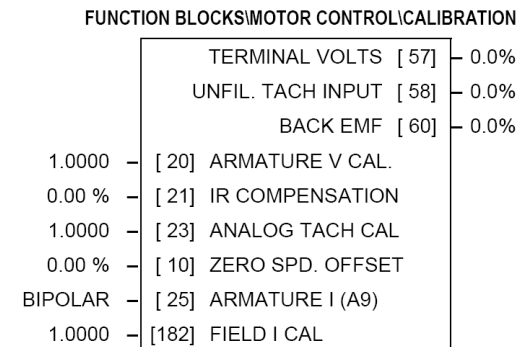 FUNCTION BLOCKS\MOTOR CONTROL\CALIBRATION
TERMINAL VOLTS [ 57] – 0.0%
UNFIL. TACH INPUT [ 58] – 0.0%
BACK EMF [ 60] – 0.0%
1.0000 – [ 20] ARMATURE V CAL.
0.00 % – [ 21] IR COMPENSATION
1.0000 – [ 23] ANALOG TACH CAL
0.00 % – [ 10] ZERO SPD. OFFSET
BIPOLAR – [ 25] ARMATURE I (A9)
1.0000 – [182] FIELD I CAL